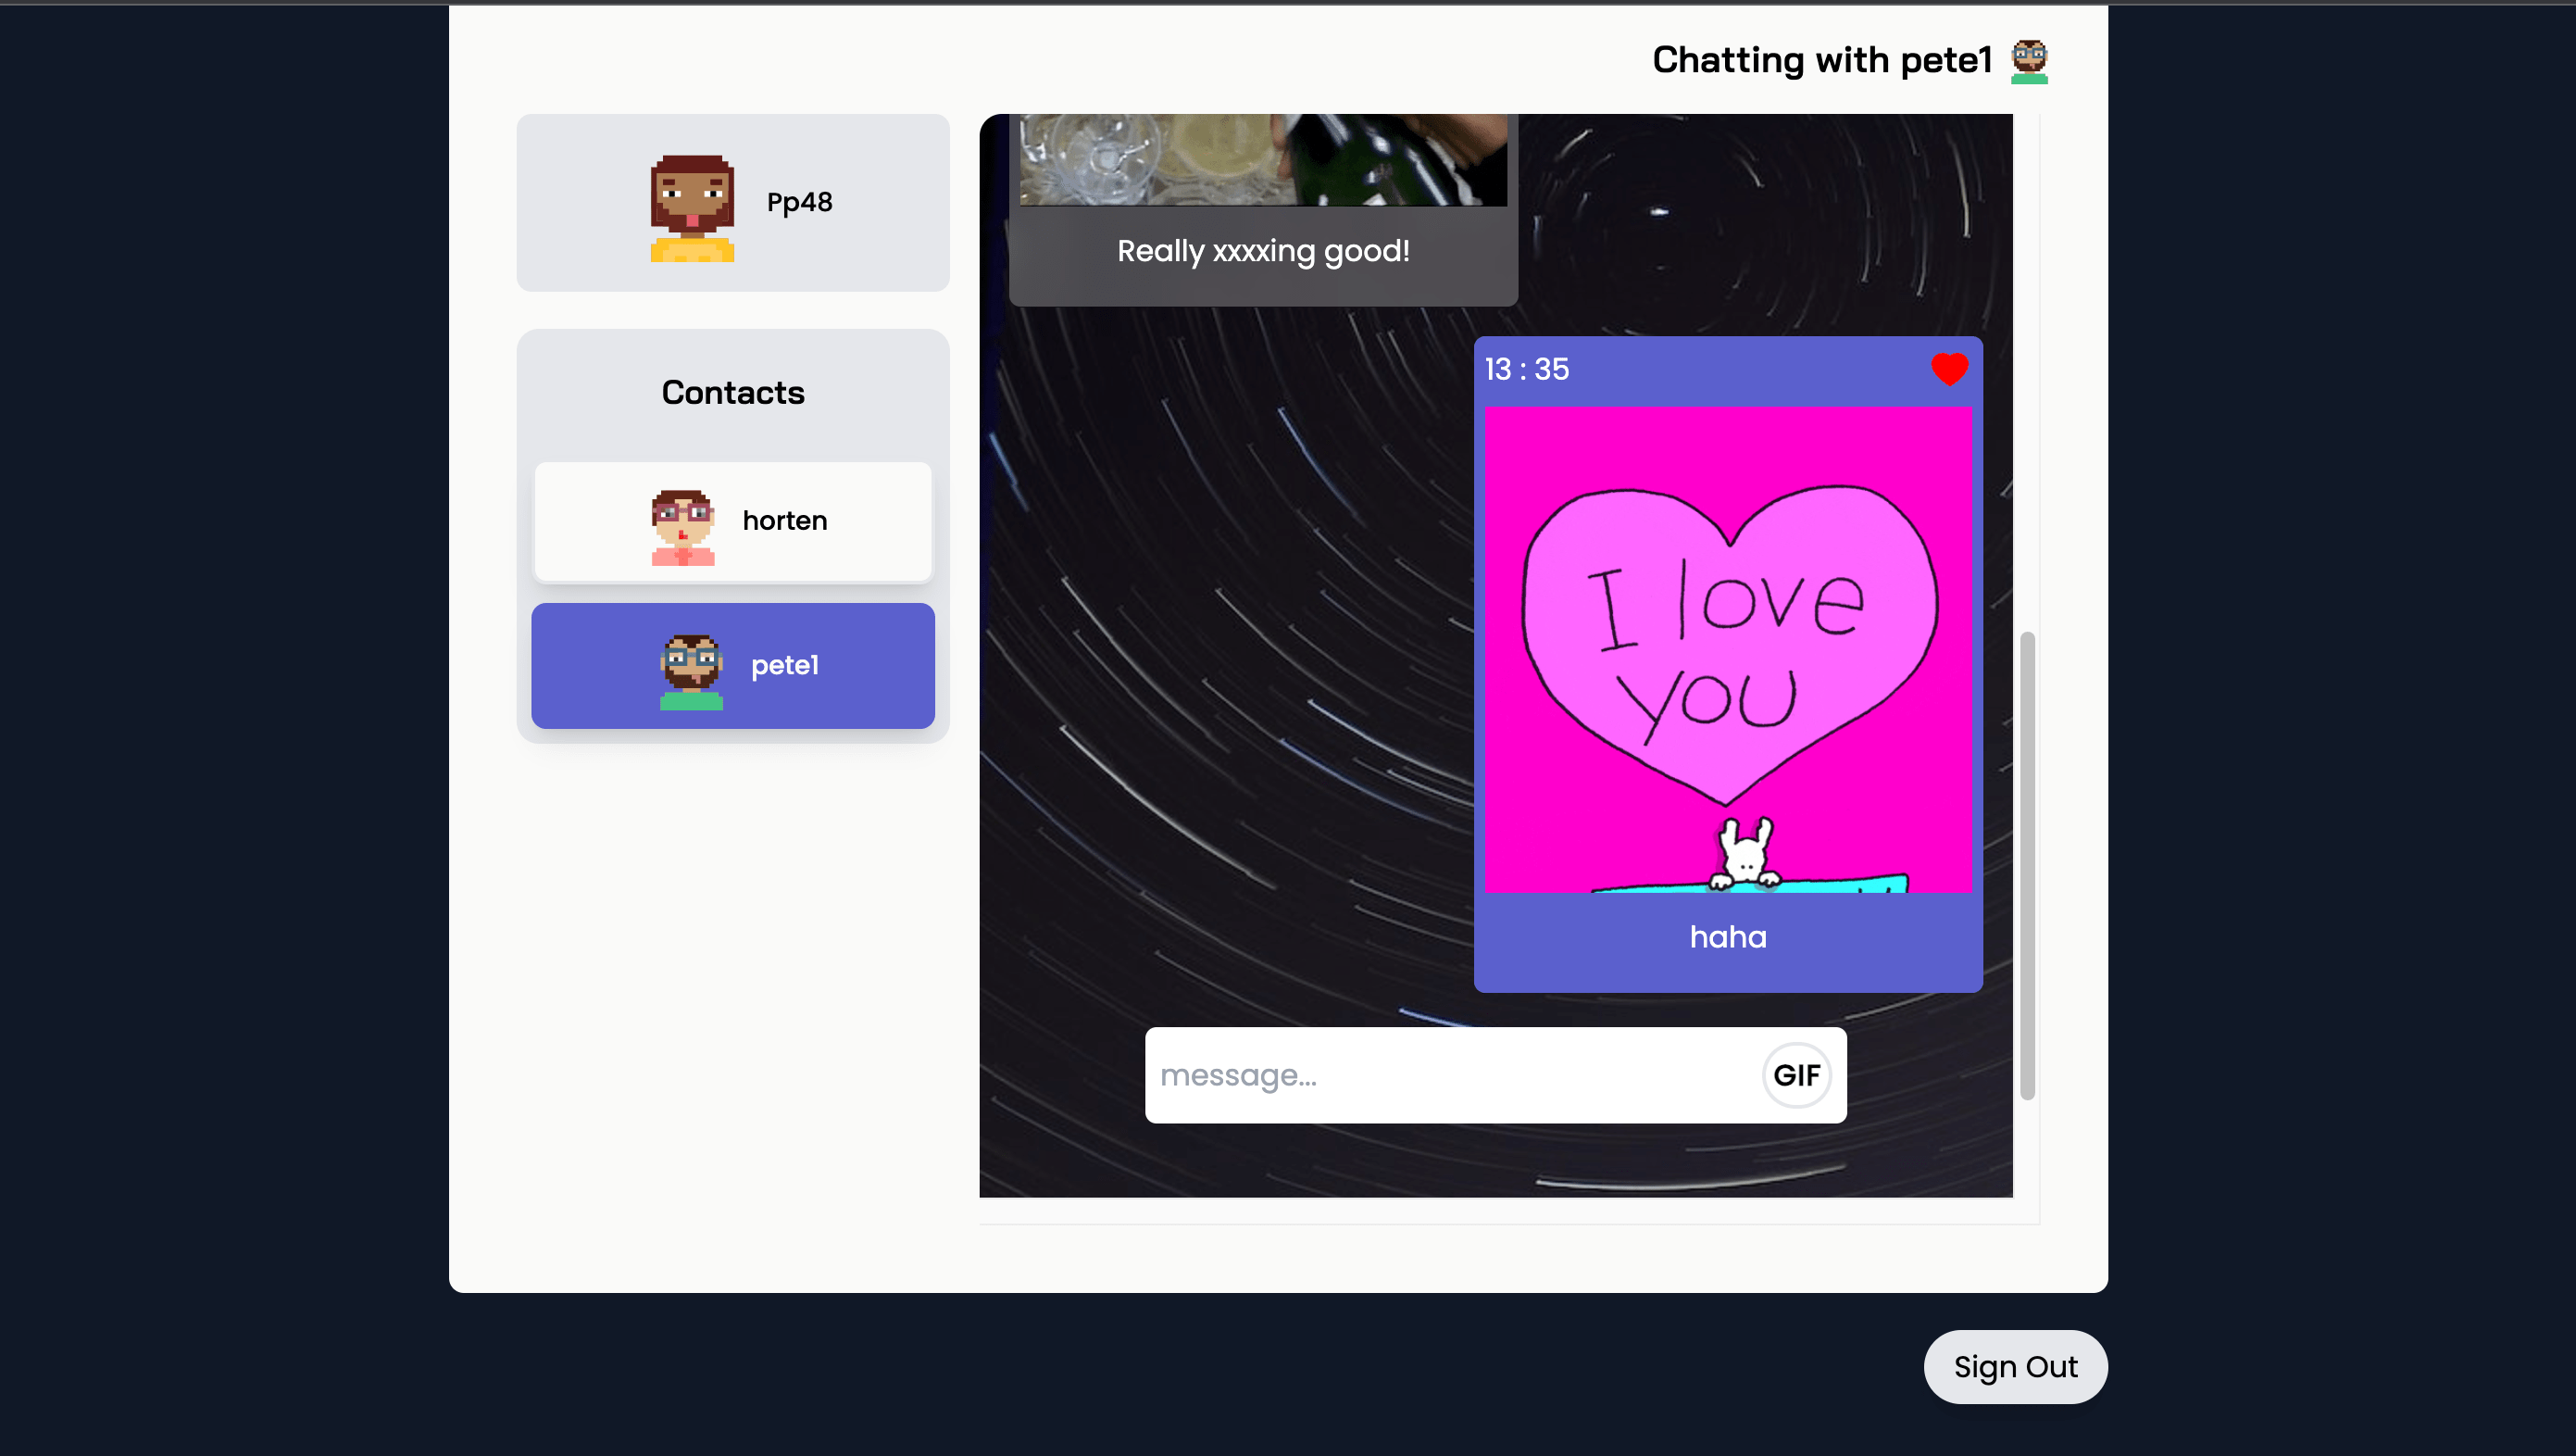 Chatting with pete1
Pp48
Contacts
horten
pete1
Really xxxxing good!
13 : 35
I love
you
haha
message...
GIF
Sign Out